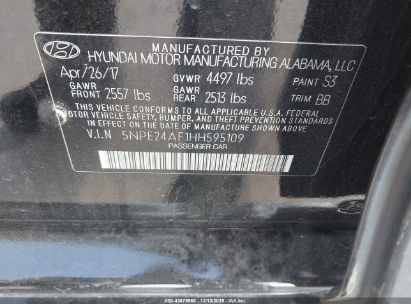 MANUFACTURED BY
HYUNDAI MOTOR MANUFACTURING ALABAMA, LLC
Apr/26/17 GVWR 4497 lbs PAINT S3
GAWR FRONT 2557 lbs GAWR REAR 2513 lbs TRIM BB
THIS VEHICLE CONFORMS TO ALL APPLICABLE U.S.A. FEDERAL MOTOR
VEHICLE SAFETY, BUMPER, AND THEFT PREVENTION STANDARDS IN EFFECT
ON THE DATE OF MANUFACTURE SHOWN ABOVE.
V.I.N 5NPE24AF1HH595109
PASSENGER CAR